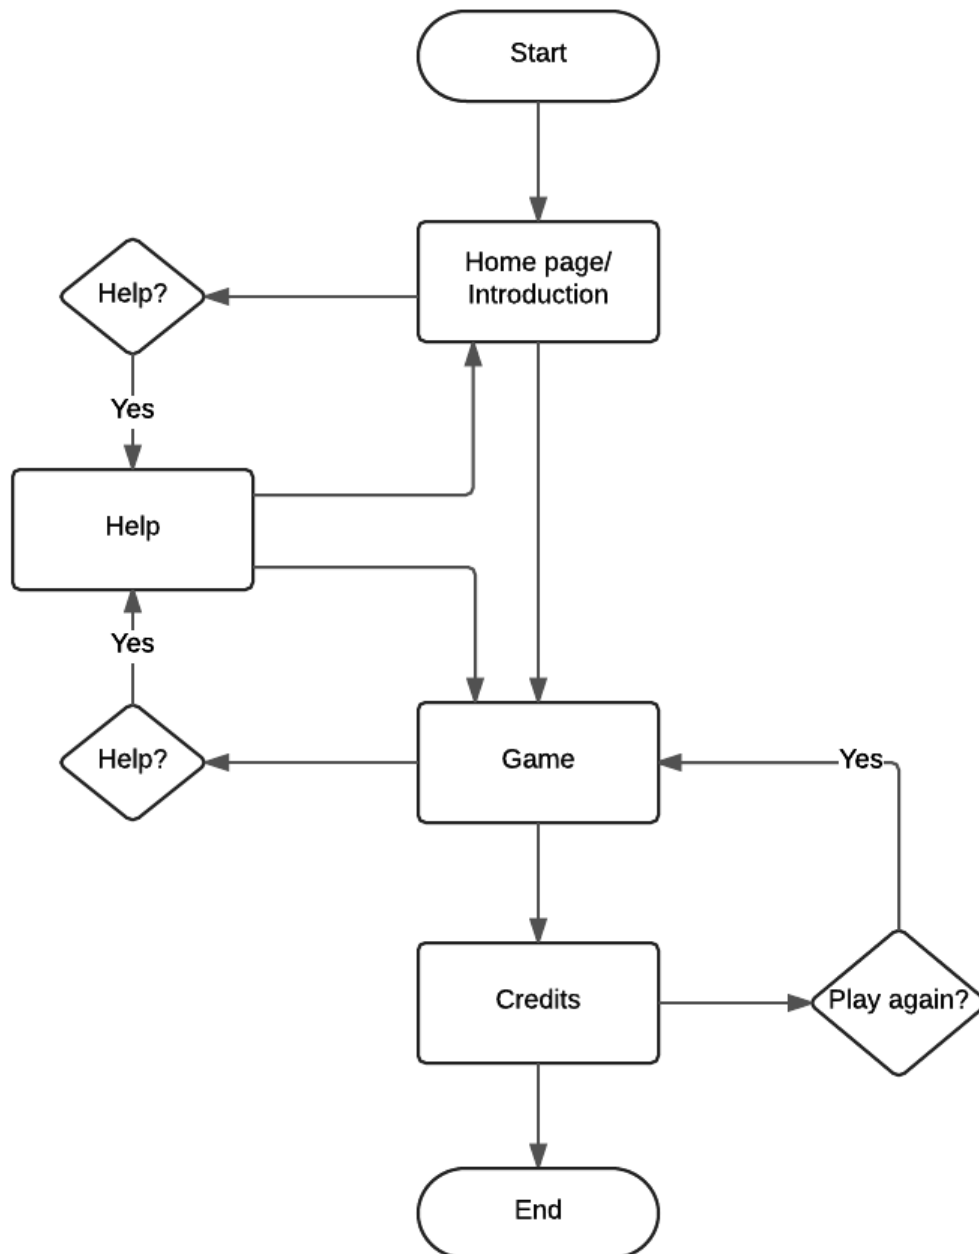 Start
Home page/
Introduction
Help?
Yes
Help
Yes
Help?
Game
Yes
Credits
Play again?
End